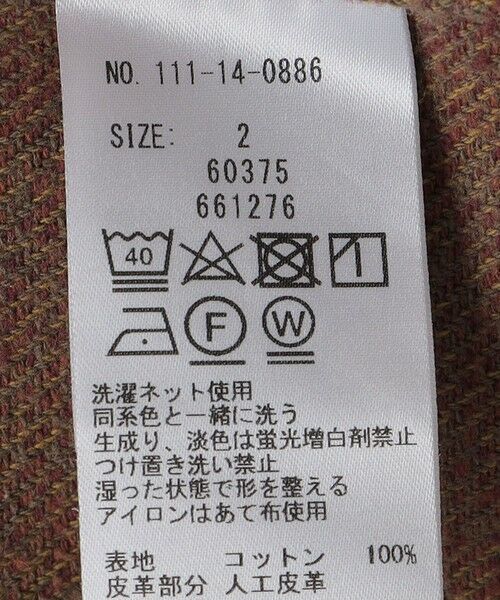 NO. 111-14-0886
SIZE: 2
60375
661276
40
F
W
洗濯ネット使用
同系色と一緒に洗う
生成り、淡色は蛍光増白剤禁止
つけ置き洗い禁止
湿った状態で形を整える
アイロンはあて布使用
表地 コットン 100%
皮革部分 人工皮革